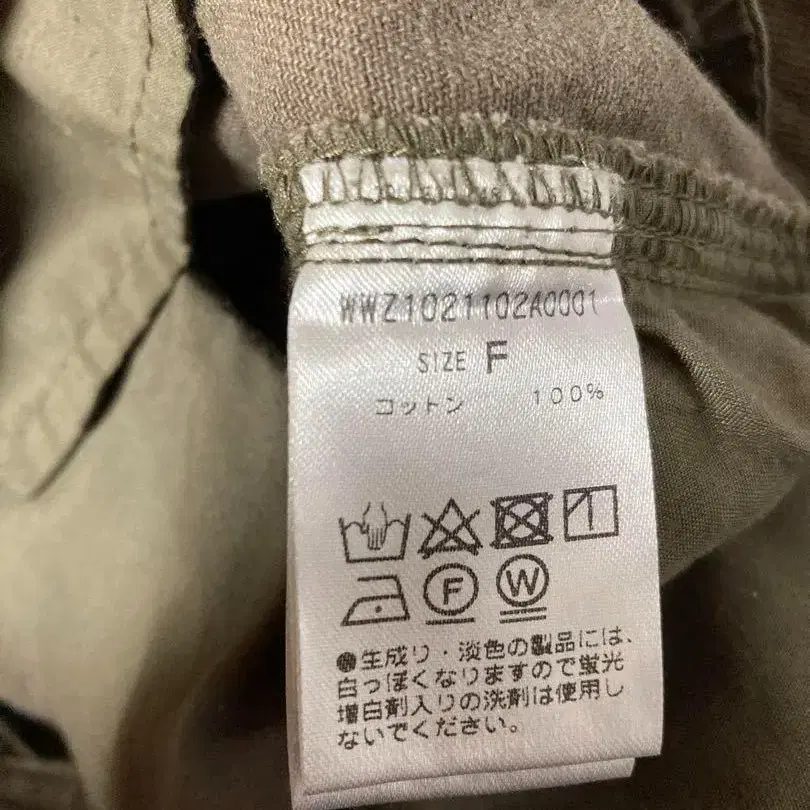 WWZ1021102A0001
SIZE F
コットン 100%
F W
●生成り・淡色の製品には、
白っぽくなりますので蛍光
増白剤入りの洗剤は使用し
ないでください。